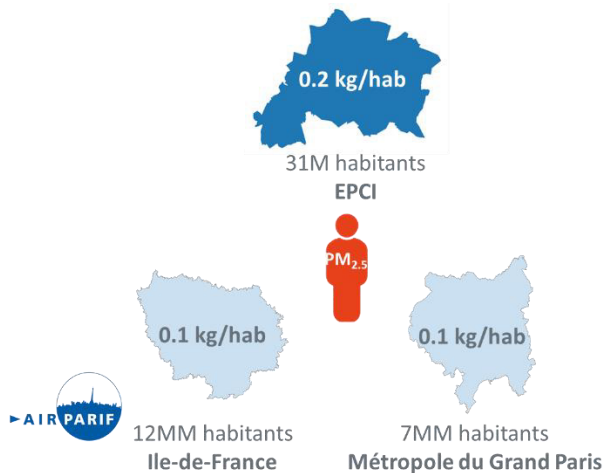 0.2 kg/hab
31M habitants
EPCI
PM2.5
0.1 kg/hab
0.1 kg/hab
AIRPARIF
12MM habitants
7MM habitants
Ile-de-France
Métropole du Grand Paris